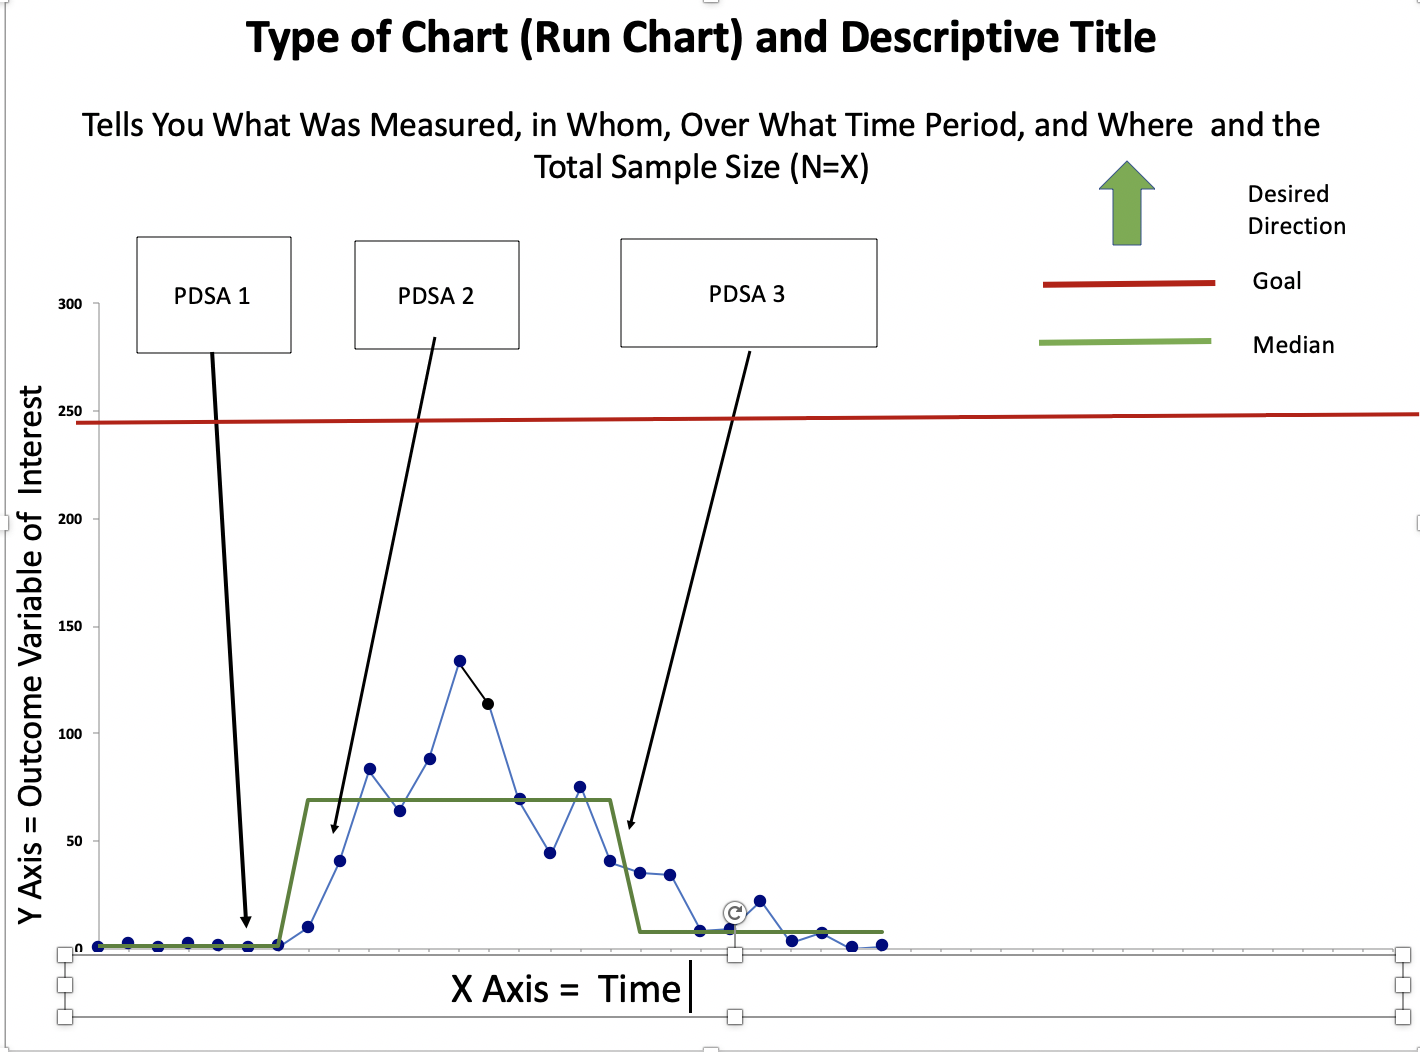 Type of Chart (Run Chart) and Descriptive Title
Tells You What Was Measured, in Whom, Over What Time Period, and Where and the
Total Sample Size (N=X)
Desired
Direction
Goal
Median
PDSA 1
PDSA 2
PDSA 3
Y Axis = Outcome Variable of Interest
300
250
200
150
100
50
0
X Axis = Time